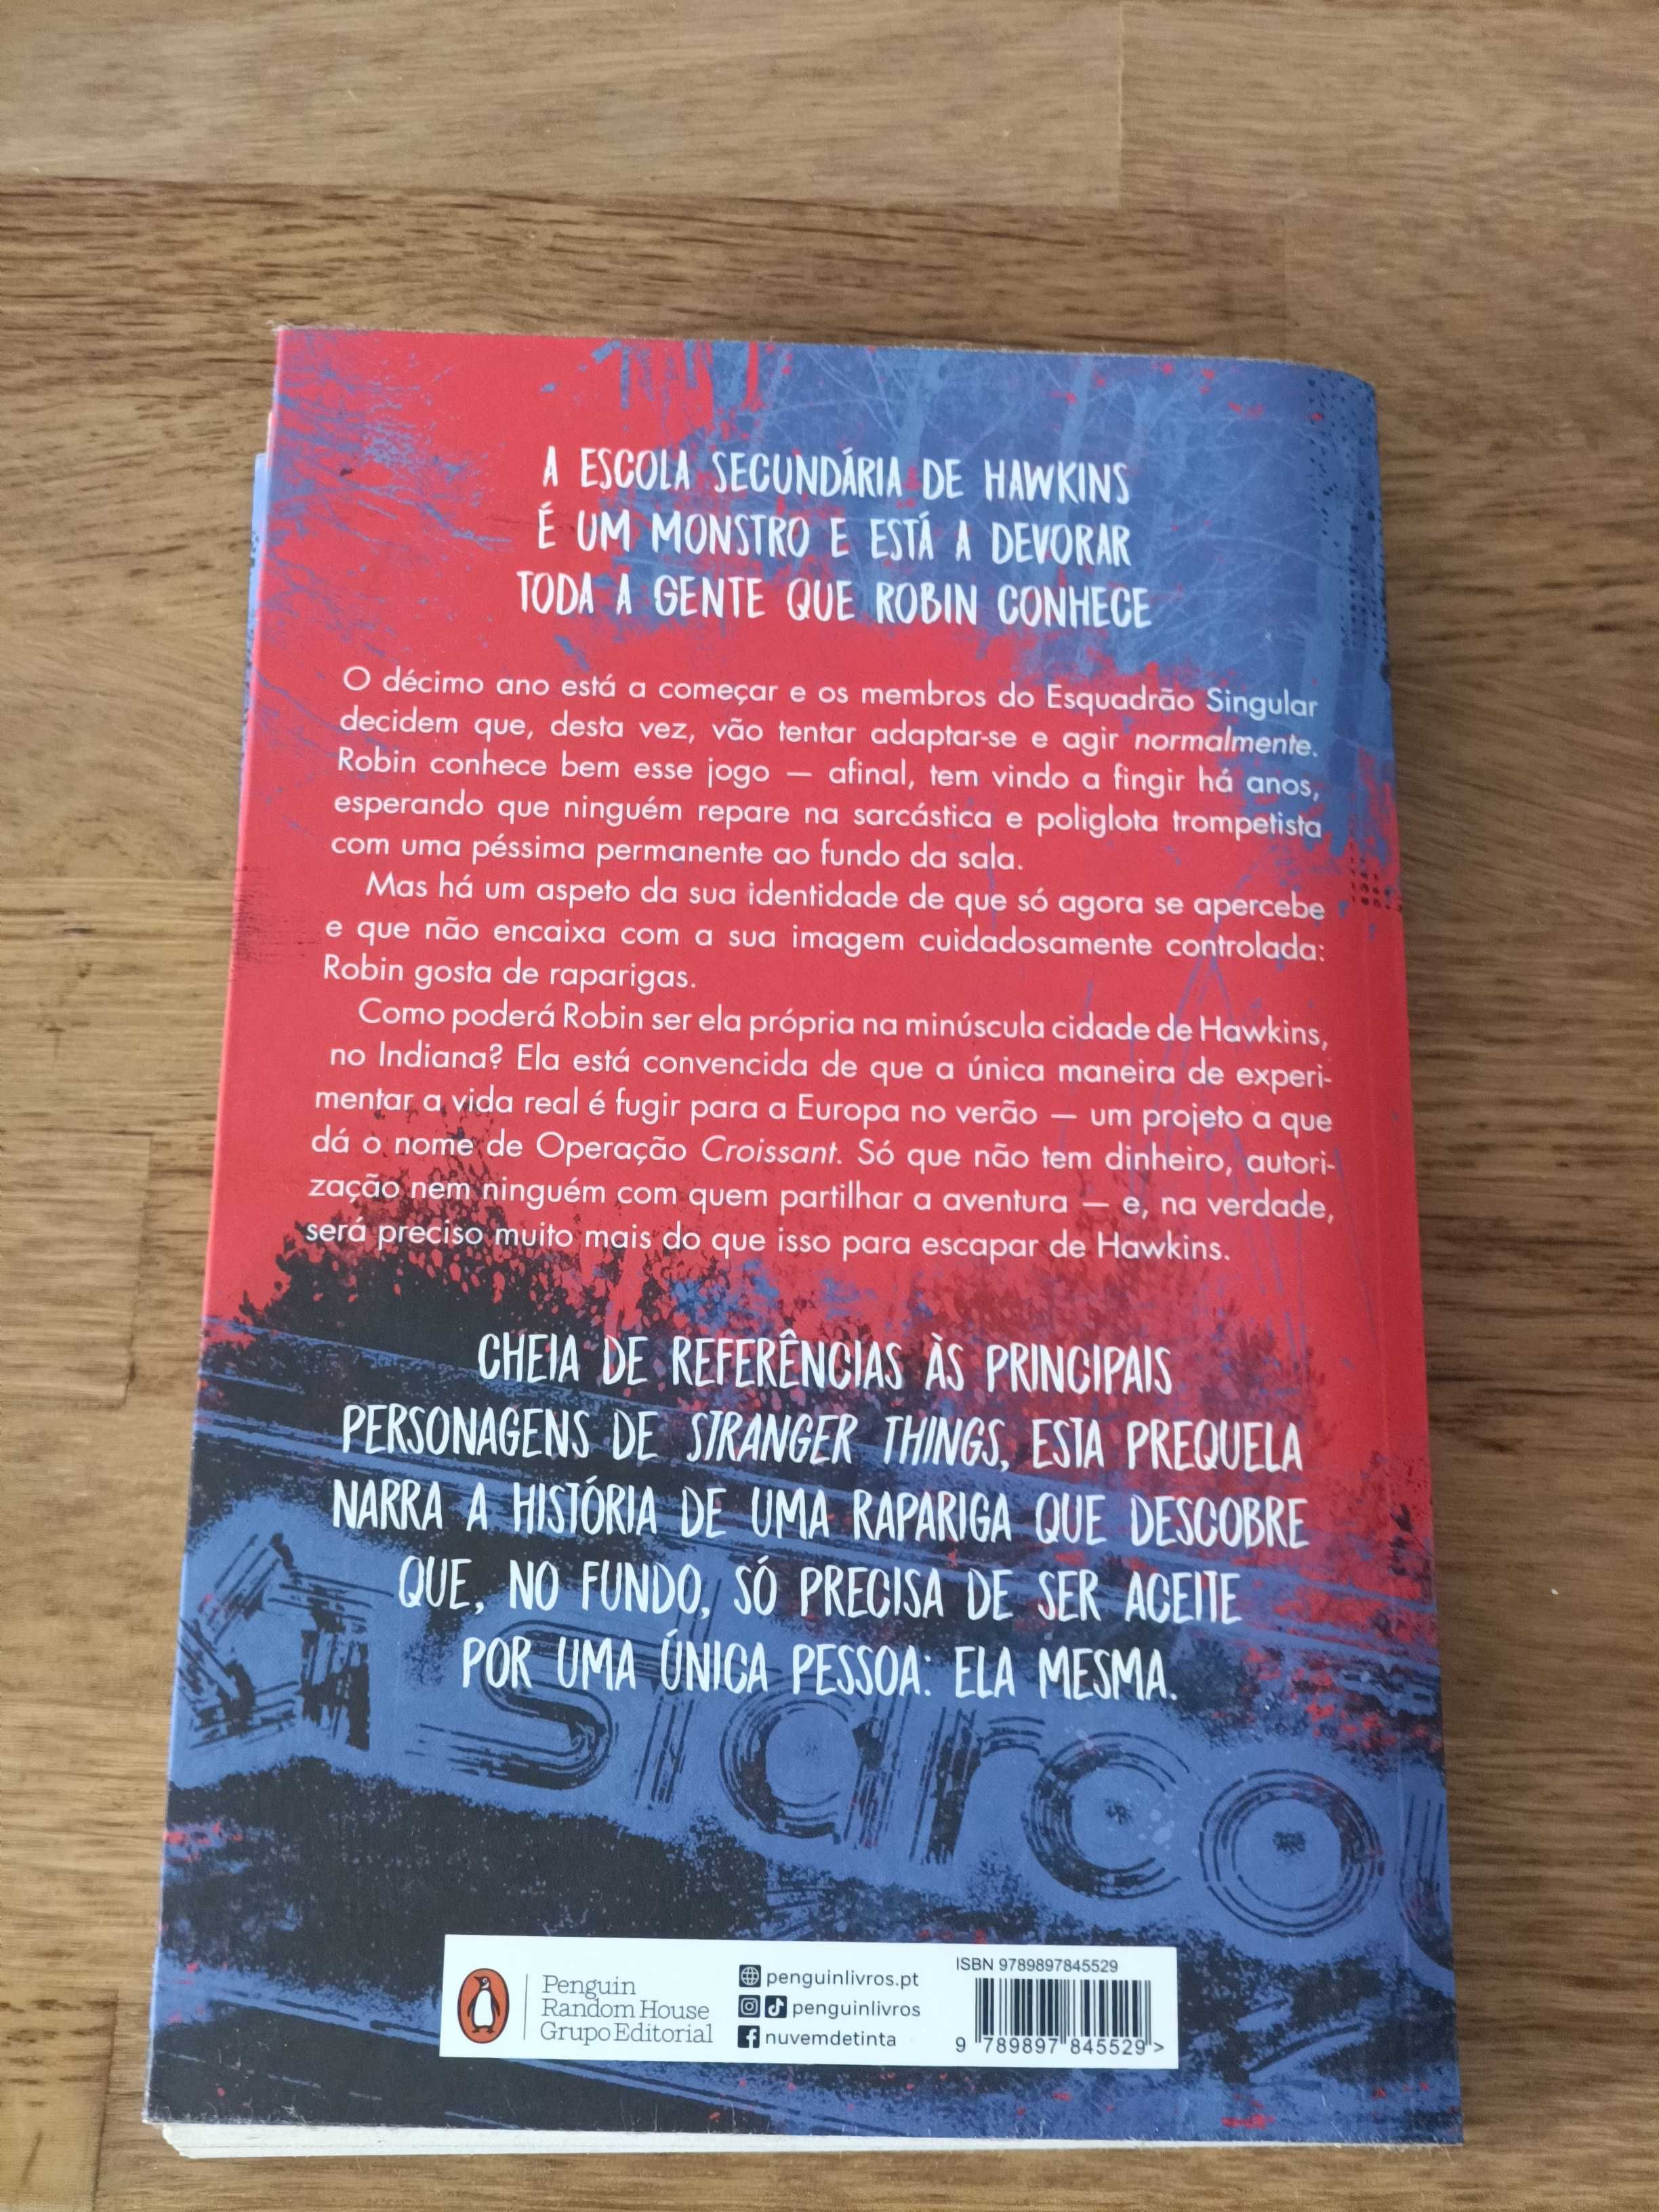 A ESCOLA SECUNDÁRIA DE HAWKINS
É UM MONSTRO E ESTÁ A DEVORAR
TODA A GENTE QUE ROBIN CONHECE
O décimo ano está a começar e os membros do Esquadrão Singular
decidem que, desta vez, vão tentar adaptar-se e agir normalmente.
Robin conhece bem esse jogo — afinal, tem vindo a fingir há anos,
esperando que ninguém repare na sarcástica e poliglota trompetista
com uma péssima permanente ao fundo da sala.
Mas há um aspeto da sua identidade de que só agora se apercebe
e que não encaixa com a sua imagem cuidadosamente controlada:
Robin gosta de raparigas.
Como poderá Robin ser ela própria na minúscula cidade de Hawkins,
no Indiana? Ela está convencida de que a única maneira de experi-
mentar a vida real é fugir para a Europa no verão — um projeto a que
dá o nome de Operação Croissant. Só que não tem dinheiro, autori-
zação nem ninguém com quem partilhar a aventura — e, na verdade,
será preciso muito mais do que isso para escapar de Hawkins.
CHEIA DE REFERÊNCIAS ÀS PRINCIPAIS
PERSONAGENS DE STRANGER THINGS, ESTA PREQUELA
NARRA A HISTÓRIA DE UMA RAPARIGA QUE DESCOBRE
QUE, NO FUNDO, SÓ PRECISA DE SER ACEITE
POR UMA ÚNICA PESSOA: ELA MESMA.
starco
Penguin
Random House
Grupo Editorial
penguinlivros.pt
penguinlivros
nuvemdetinta
ISBN 9789897845529
9 789897 845529 >